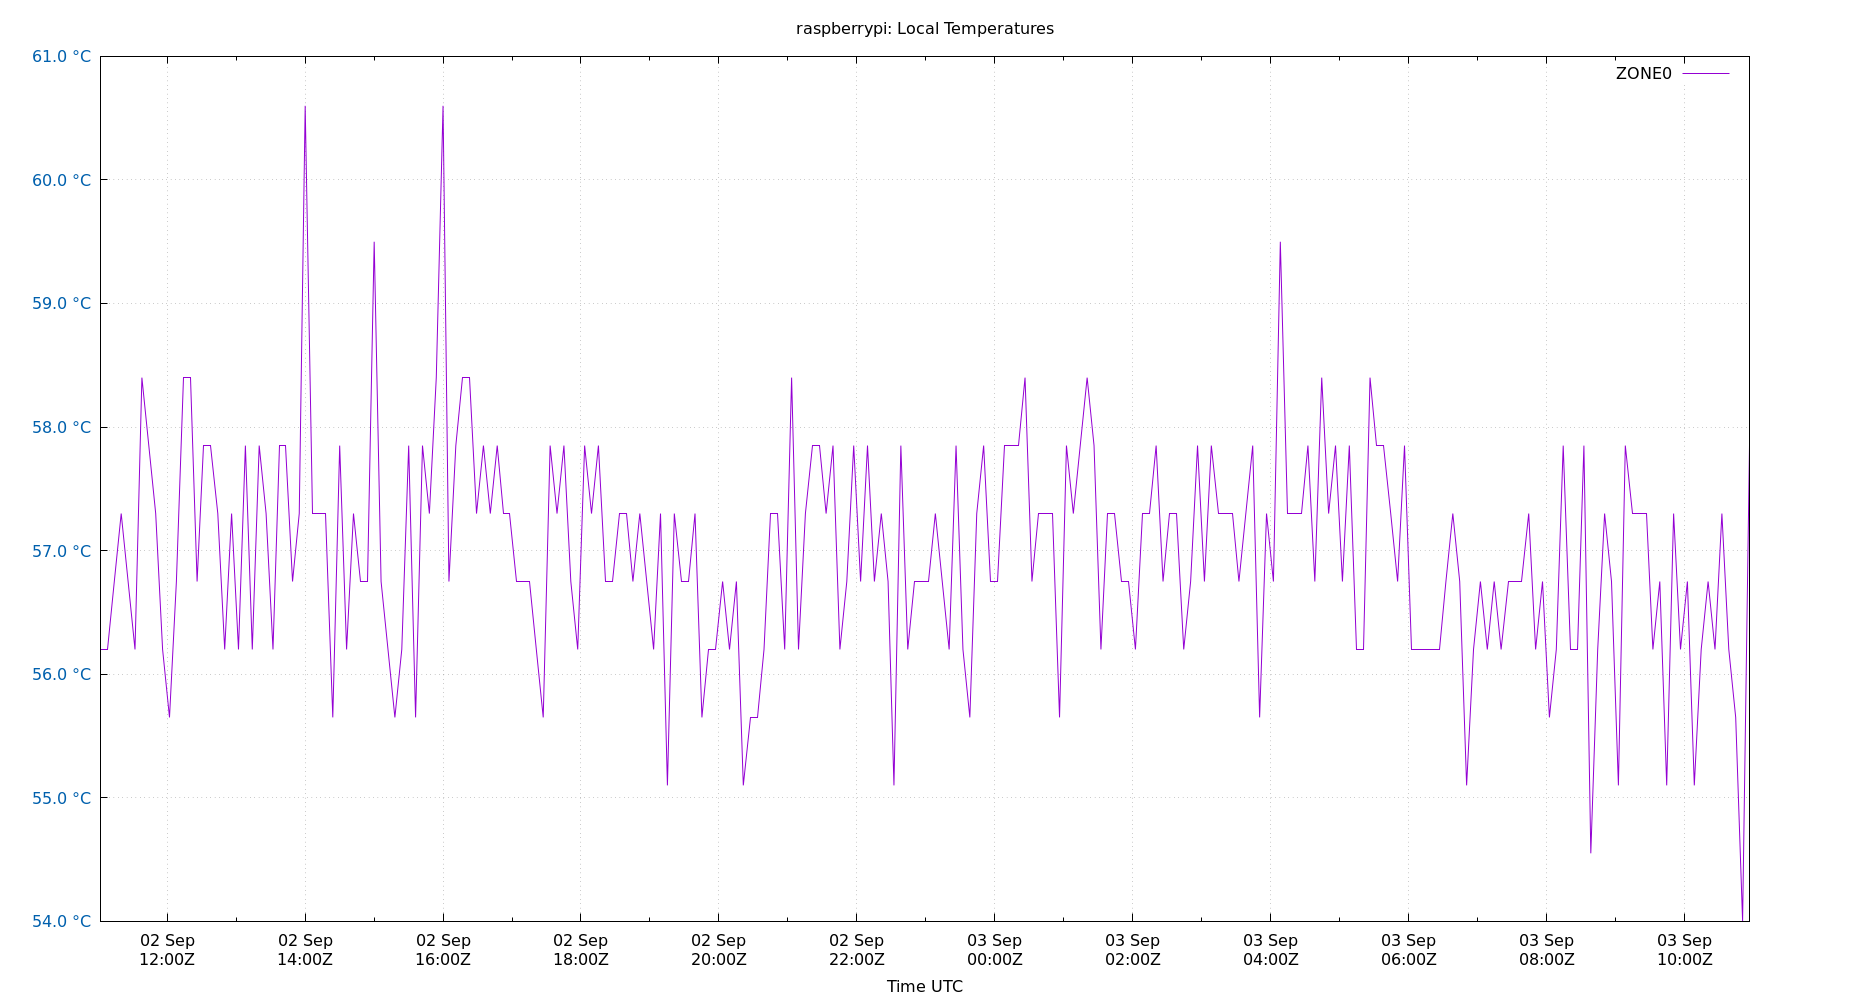 raspberrypi: Local Temperatures
61.0 °C
60.0 °C
59.0 °C
58.0 °C
57.0 °C
56.0 °C
55.0 °C
54.0 °C
ZONE0
02 Sep 02 Sep 02 Sep 02 Sep 02 Sep 02 Sep 03 Sep 03 Sep 03 Sep 03 Sep 03 Sep 03 Sep
12:00Z 14:00Z 16:00Z 18:00Z 20:00Z 22:00Z 00:00Z 02:00Z 04:00Z 06:00Z 08:00Z 10:00Z
Time UTC